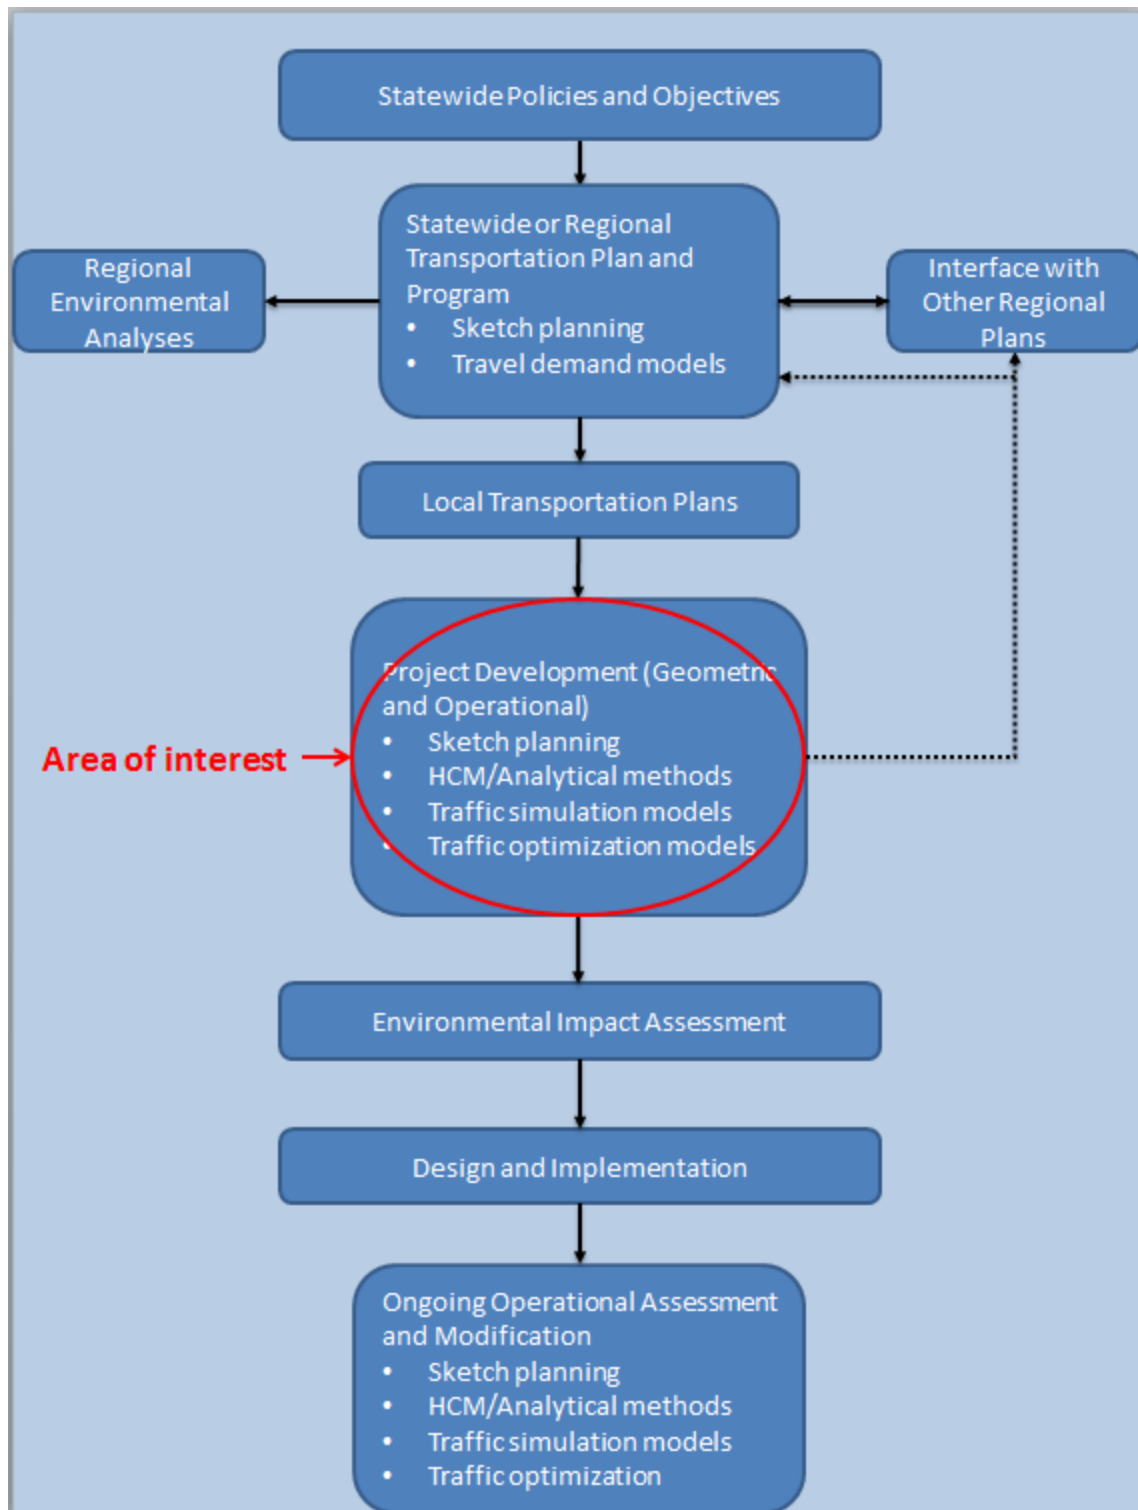 Statewide Policies and Objectives
Statewide or Regional
Transportation Plan and
Program
• Sketch planning
• Travel demand models
Regional
Environmental
Analyses
Interface with
Other Regional
Plans
Local Transportation Plans
Project Development (Geometric
and Operational)
• Sketch planning
• HCM/Analytical methods
• Traffic simulation models
• Traffic optimization models
Area of interest
Environmental Impact Assessment
Design and Implementation
Ongoing Operational Assessment
and Modification
• Sketch planning
• HCM/Analytical methods
• Traffic simulation models
• Traffic optimization